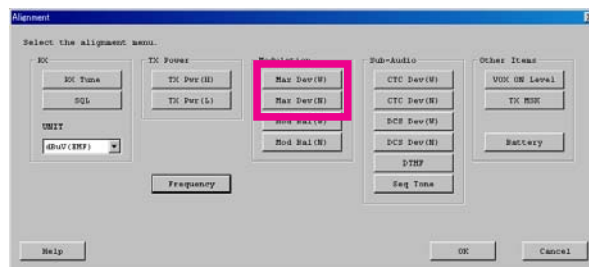 Alignment
Select the alignment menu.
RX
RX Tune
SQL
UNIT
dBuV(EMF)
TX Power
TX Pwr(H)
TX Pwr(L)
Frequency
Modulation
Max Dev(W)
Max Dev(N)
Mod Bal(W)
Mod Bal(N)
Sub-Audio
CTC Dev(W)
CTC Dev(N)
DCS Dev(W)
DCS Dev(N)
DTMF
Seq Tone
Other Items
VOX ON Level
TX MSK
Battery
Help
OK
Cancel